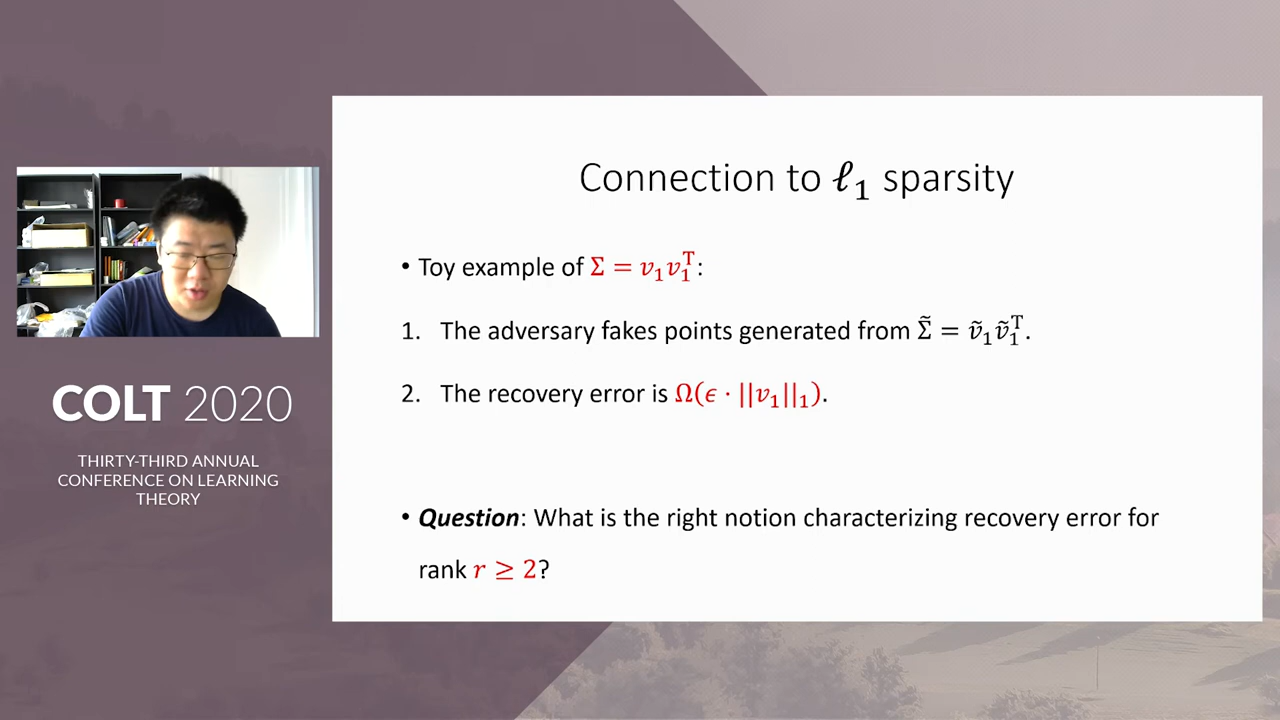 COLT 2020
THIRTY-THIRD ANNUAL
CONFERENCE ON LEARNING
THEORY
Connection to ℓ₁ sparsity
• Toy example of Σ = v₁v₁ᵀ:
1. The adversary fakes points generated from Σ̃ = ṽ₁ṽ₁ᵀ.
2. The recovery error is Ω(ϵ · ||v₁||₁).
• Question: What is the right notion characterizing recovery error for
rank r ≥ 2?